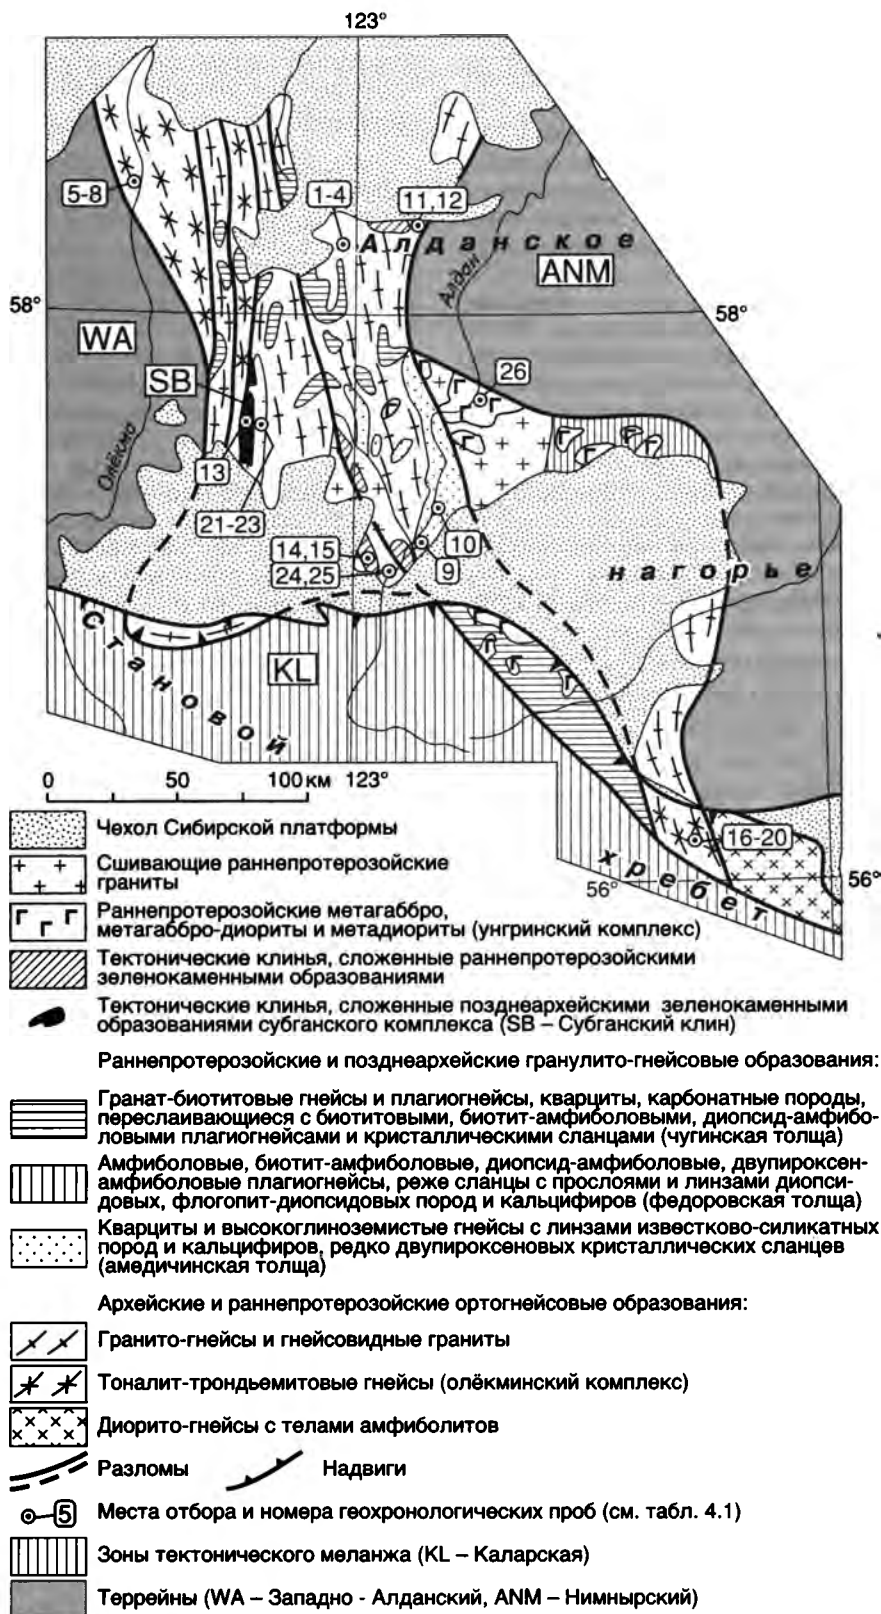 123°
5-8
1-4
11,12
Алданское
Алдан
ANM
58°
58°
WA
SB
26
Олёкма
13
21-23
14,15
24,25
10
9
нагорье
Становой
KL
0 50 100 км 123°
16-20
хребет
56°
56°
Чехол Сибирской платформы
Сшивающие раннепротерозойские
граниты
Раннепротерозойские метагаббро,
метагаббро-диориты и метадиориты (унгринский комплекс)
Тектонические клинья, сложенные раннепротерозойскими
зеленокаменными образованиями
Тектонические клинья, сложенные позднеархейскими зеленокаменными
образованиями субганского комплекса (SB – Субганский клин)
Раннепротерозойские и позднеархейские гранулито-гнейсовые образования:
Гранат-биотитовые гнейсы и плагиогнейсы, кварциты, карбонатные породы,
переслаивающиеся с биотитовыми, биотит-амфиболовыми, диопсид-амфибо-
ловыми плагиогнейсами и кристаллическими сланцами (чугинская толща)
Амфиболовые, биотит-амфиболовые, диопсид-амфиболовые, двупироксен-
амфиболовые плагиогнейсы, реже сланцы с прослоями и линзами диопси-
довых, флогопит-диопсидовых пород и кальцифиров (федоровская толща)
Кварциты и высокоглиноземистые гнейсы с линзами известково-силикатных
пород и кальцифиров, редко двупироксеновых кристаллических сланцев
(амедичинская толща)
Архейские и раннепротерозойские ортогнейсовые образования:
Гранито-гнейсы и гнейсовидные граниты
Тоналит-трондьемитовые гнейсы (олёкминский комплекс)
Диорито-гнейсы с телами амфиболитов
Разломы Надвиги
5 Места отбора и номера геохронологических проб (см. табл. 4.1)
Зоны тектонического меланжа (KL – Каларская)
Террейны (WA – Западно - Алданский, ANM – Нимнырский)